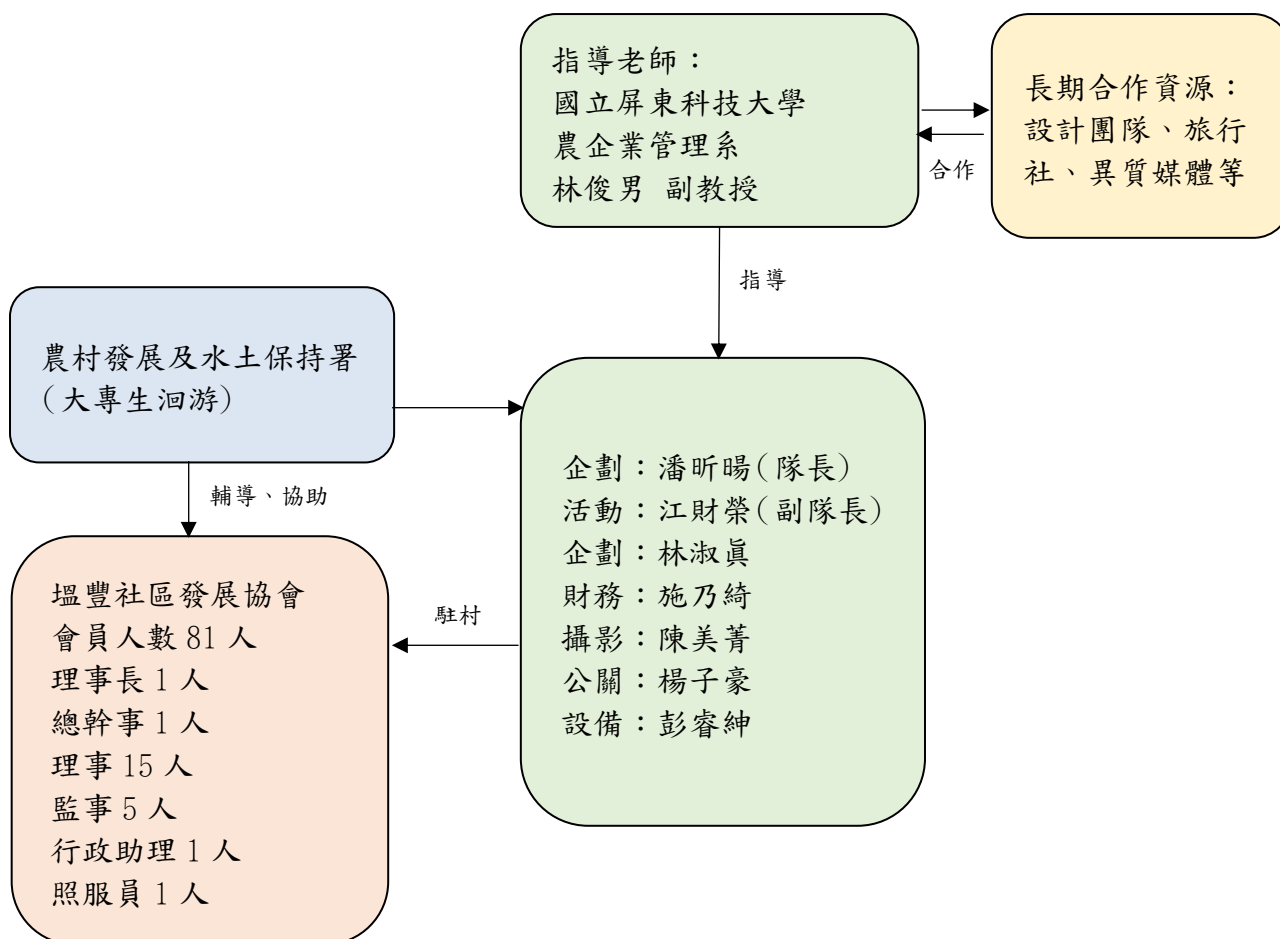 指導老師：
國立屏東科技大學
農企業管理系
林俊男 副教授
長期合作資源：
設計團隊、旅行
社、異質媒體等
合作
指導
農村發展及水土保持署
(大專生洄游)
輔導、協助
企劃：潘昕暘(隊長)
活動：江財榮(副隊長)
企劃：林淑眞
財務：施乃綺
攝影：陳美菁
公關：楊子豪
設備：彭睿紳
駐村
塭豐社區發展協會
會員人數 81 人
理事長 1 人
總幹事 1 人
理事 15 人
監事 5 人
行政助理 1 人
照服員 1 人